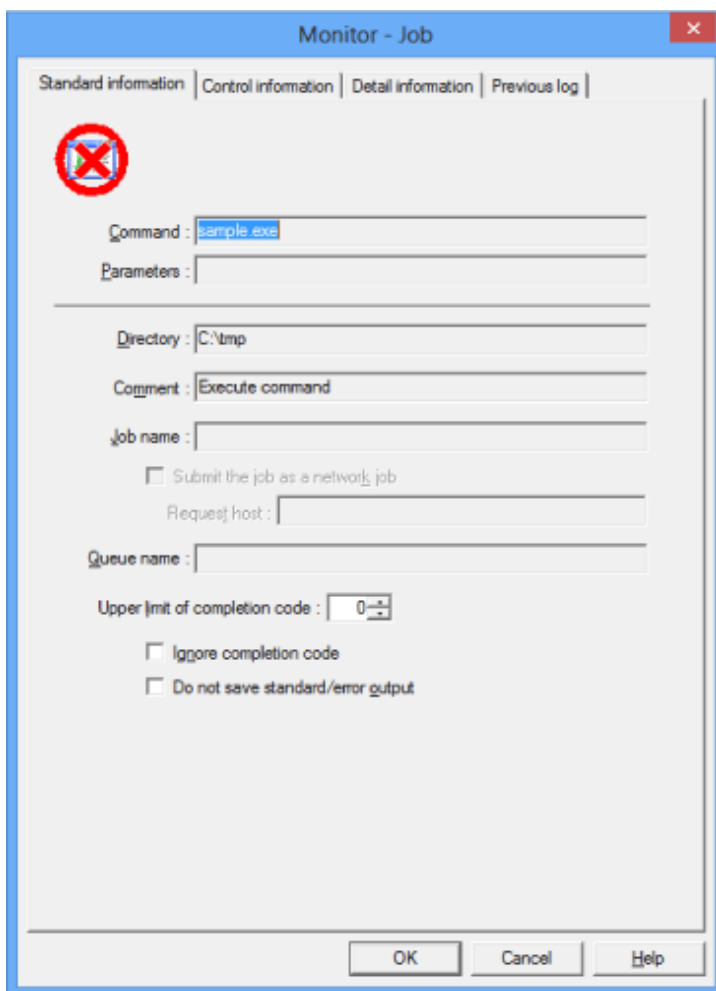 Monitor - Job
Standard information Control information Detail information Previous log
Command : sample.exe
Parameters :
Directory : C:\tmp
Comment : Execute command
Job name :
Submit the job as a network job
Request host :
Queue name :
Upper limit of completion code : 0
Ignore completion code
Do not save standard/error output
OK Cancel Help